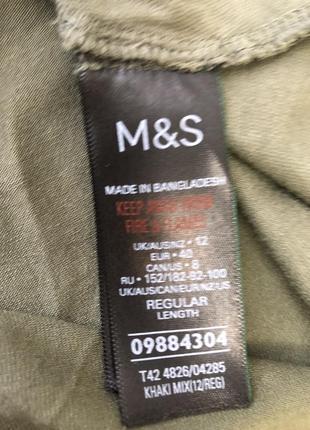 M&S
MADE IN BANGLADESH
KEEP AWAY FROM
FIRE & FLAMES
UK/AUS/NZ • 12
EUR • 40
CAN/US • 8
RU • 152/182-92-100
UK/AUS/CAN/EUR/NZ/US
REGULAR
LENGTH
09884304
T42 4826/04285
KHAKI MIX(12/REG)